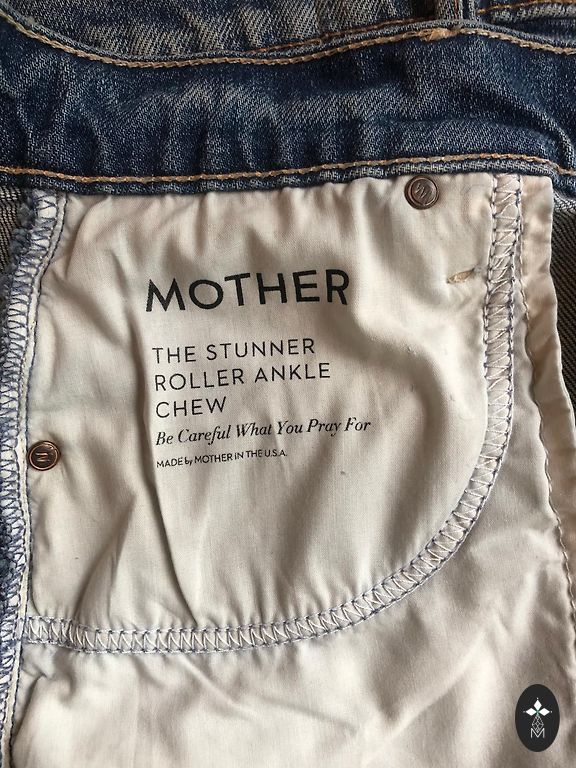 MOTHER
THE STUNNER
ROLLER ANKLE
CHEW
Be Careful What You Pray For
MADE by MOTHER IN THE U.S.A.
M